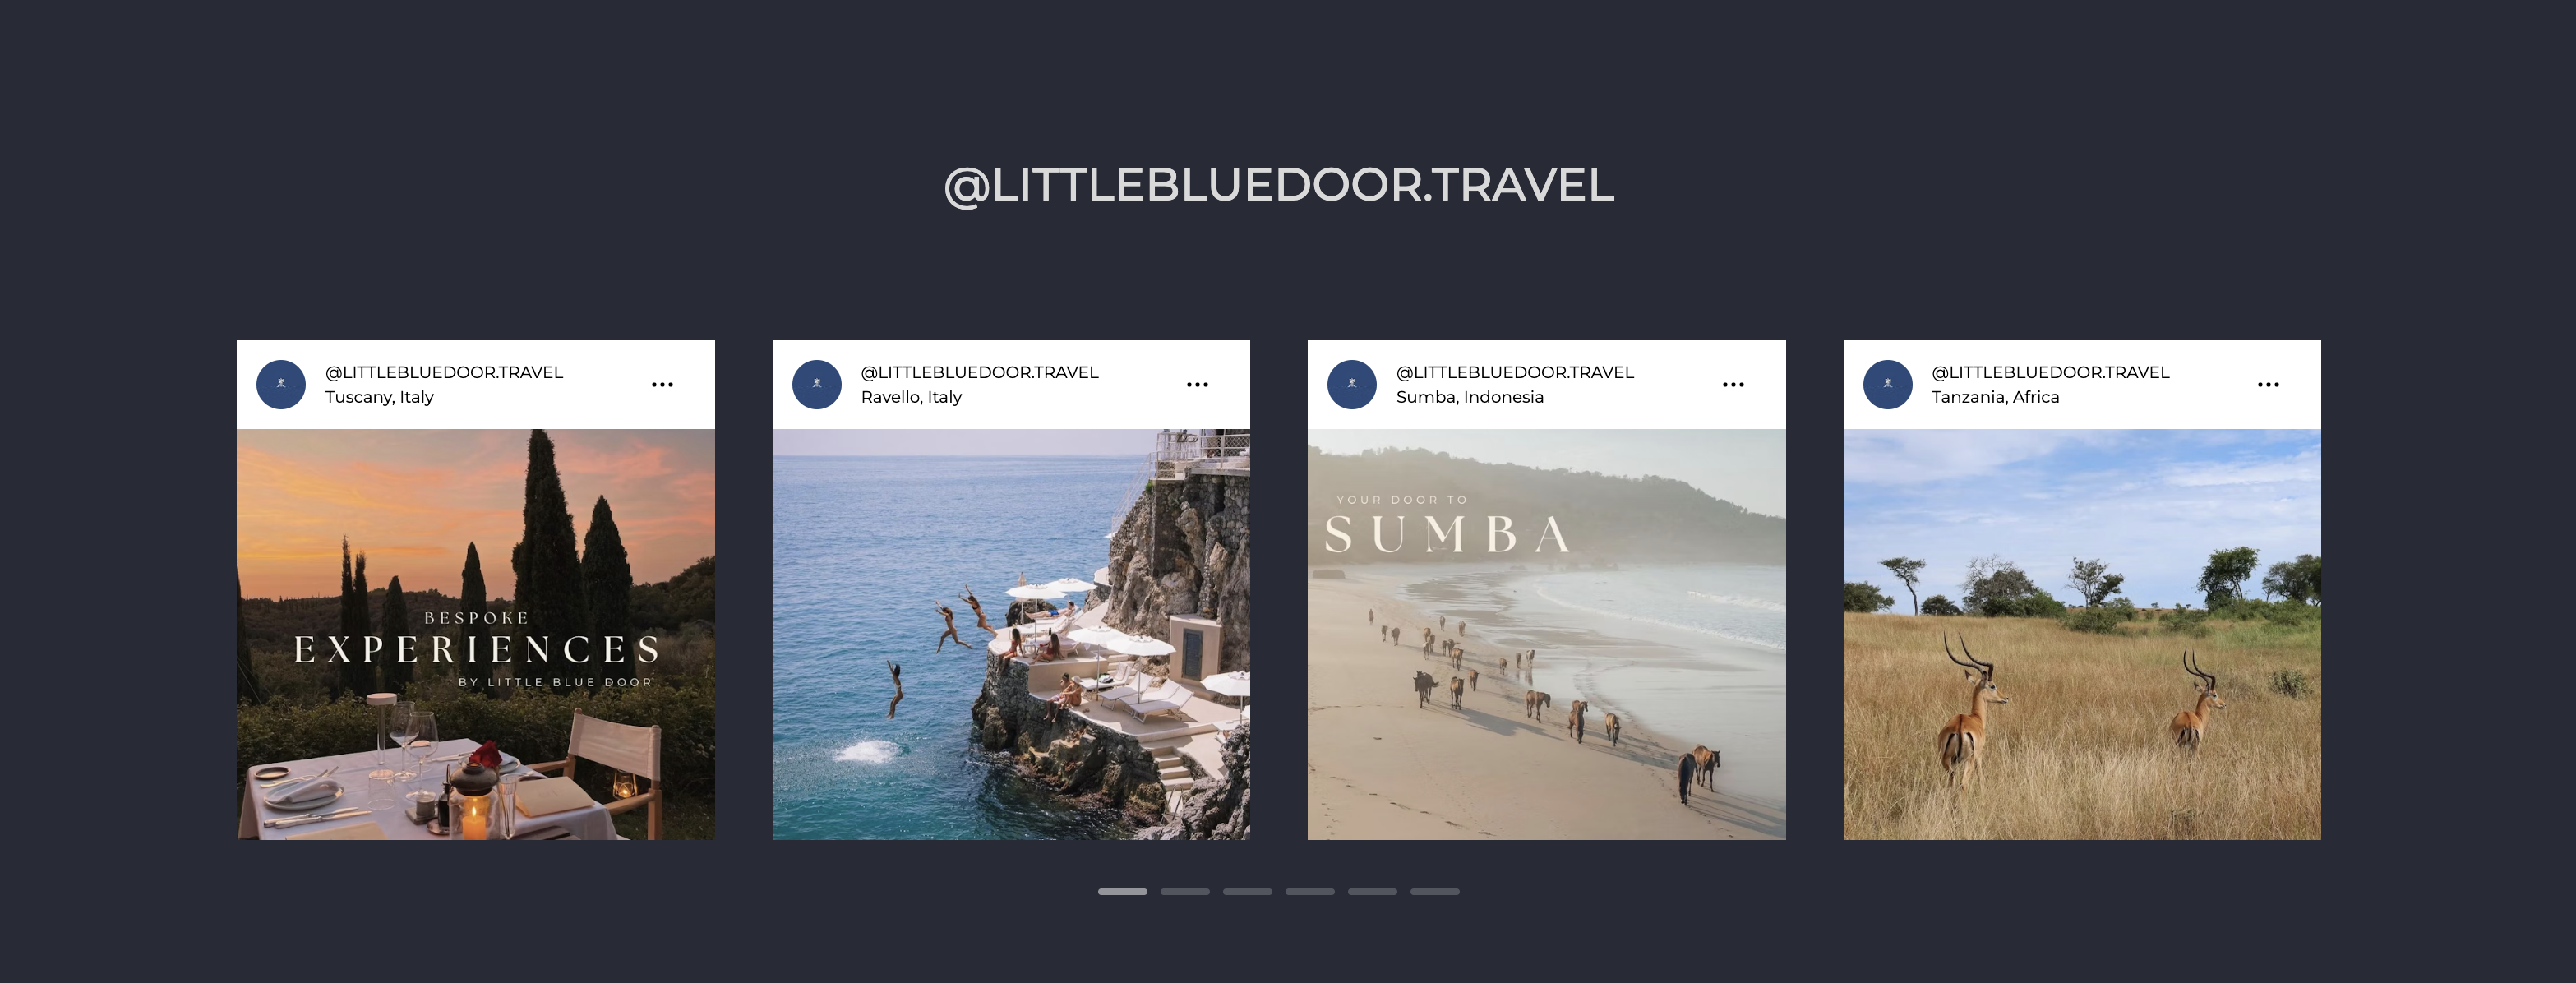 @LITTLEBLUEDOOR.TRAVEL
@LITTLEBLUEDOOR.TRAVEL
Tuscany, Italy
BESPOKE
EXPERIENCES
BY LITTLE BLUE DOOR
@LITTLEBLUEDOOR.TRAVEL
Ravello, Italy
@LITTLEBLUEDOOR.TRAVEL
Sumba, Indonesia
YOUR DOOR TO
SUMBA
@LITTLEBLUEDOOR.TRAVEL
Tanzania, Africa